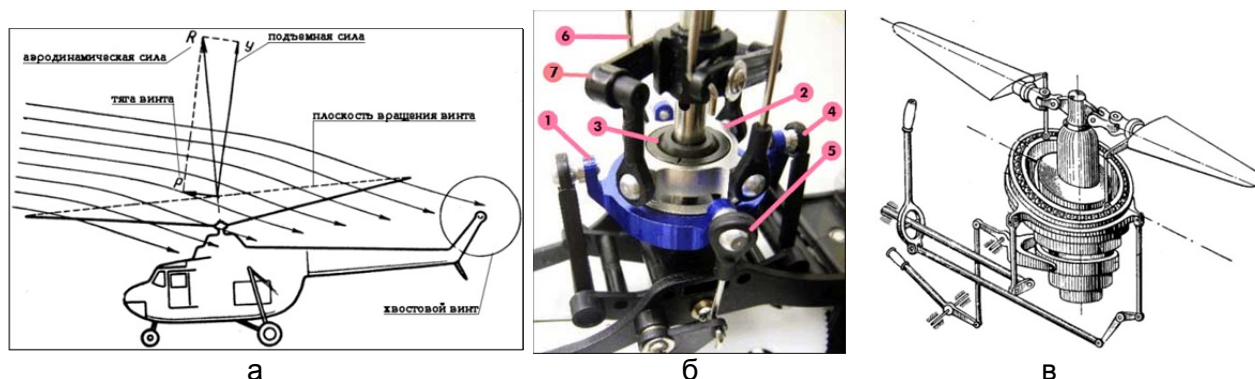 R
y
подъемная сила
аэродинамическая сила
тяга винта
плоскость вращения винта
P
хвостовой винт
6
7
2
1
3
4
5
а
б
в